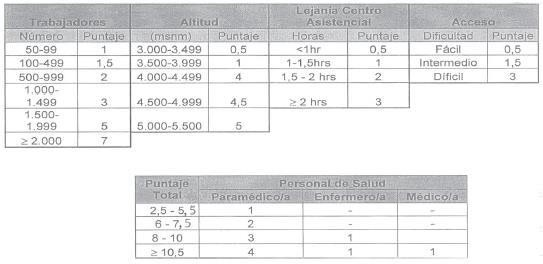 Trabajadores Altitud Lejanía Centro Asistencial Acceso
Número Puntaje (msnm) Puntaje Horas Puntaje Dificultad Puntaje
50-99 1 3.000-3.499 0,5 <1hr 0,5 Fácil 0,5
100-499 1,5 3.500-3.999 1 1-1,5hrs 1 Intermedio 1,5
500-999 2 4.000-4.499 4 1,5 - 2 hrs 2 Difícil 3
1.000-1.499 3 4.500-4.999 4,5 ≥ 2 hrs 3
1.500-1.999 5 5.000-5.500 5
≥ 2.000 7
Puntaje Total Personal de Salud
Paramédico/a Enfermero/a Médico/a
2,5 - 5,5 1 - -
6 - 7,5 2 - -
8 - 10 3 1 -
≥ 10,5 4 1 1